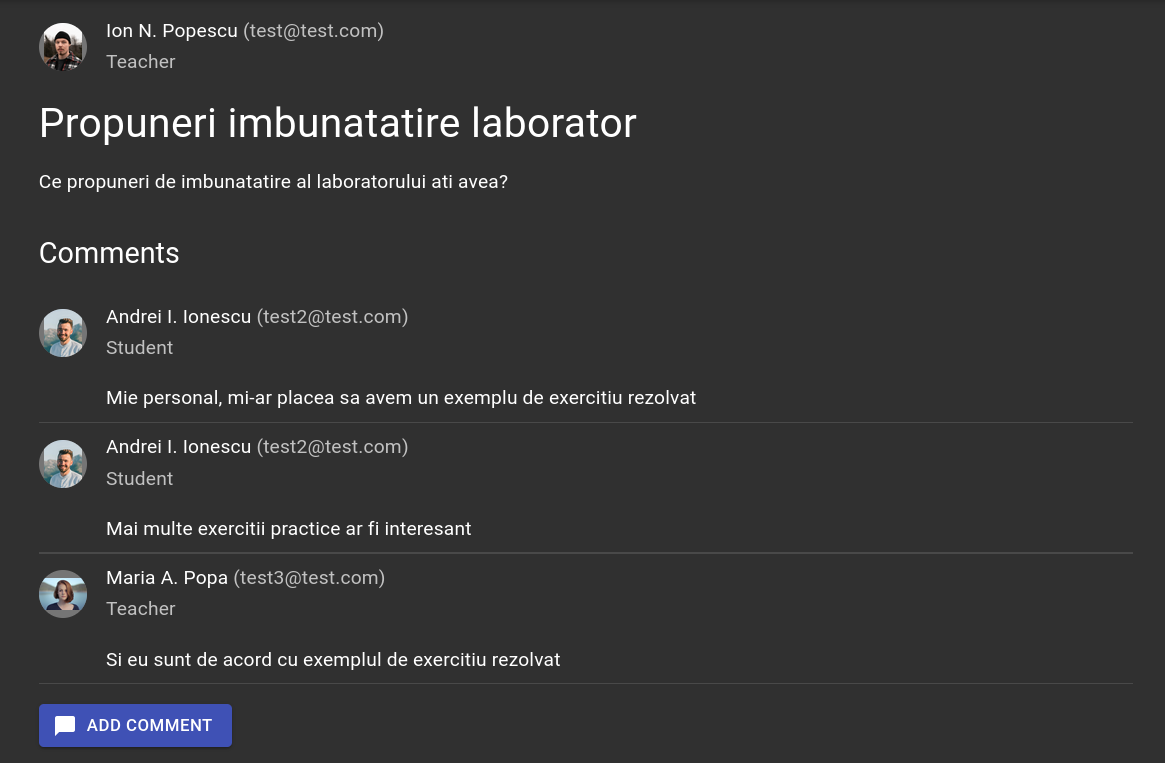 Ion N. Popescu (test@test.com)
Teacher
Propuneri imbunatatire laborator
Ce propuneri de imbunatatire al laboratorului ati avea?
Comments
Andrei I. Ionescu (test2@test.com)
Student
Mie personal, mi-ar placea sa avem un exemplu de exercitiu rezolvat
Andrei I. Ionescu (test2@test.com)
Student
Mai multe exercitii practice ar fi interesant
Maria A. Popa (test3@test.com)
Teacher
Si eu sunt de acord cu exemplul de exercitiu rezolvat
ADD COMMENT